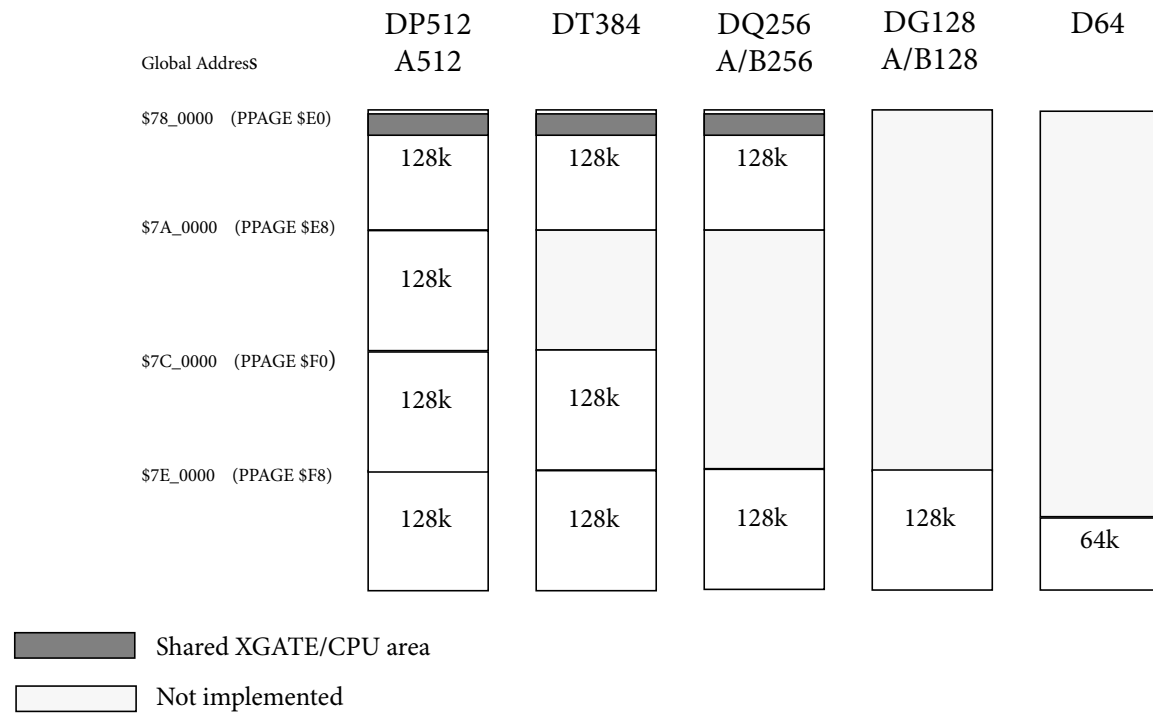 DP512 DT384 DQ256 DG128 D64
Global Address A512 A/B256 A/B128
$78_0000 (PPAGE $E0)
128k 128k 128k
$7A_0000 (PPAGE $E8)
128k
$7C_0000 (PPAGE $F0)
128k 128k
$7E_0000 (PPAGE $F8)
128k 128k 128k 128k
64k
Shared XGATE/CPU area
Not implemented